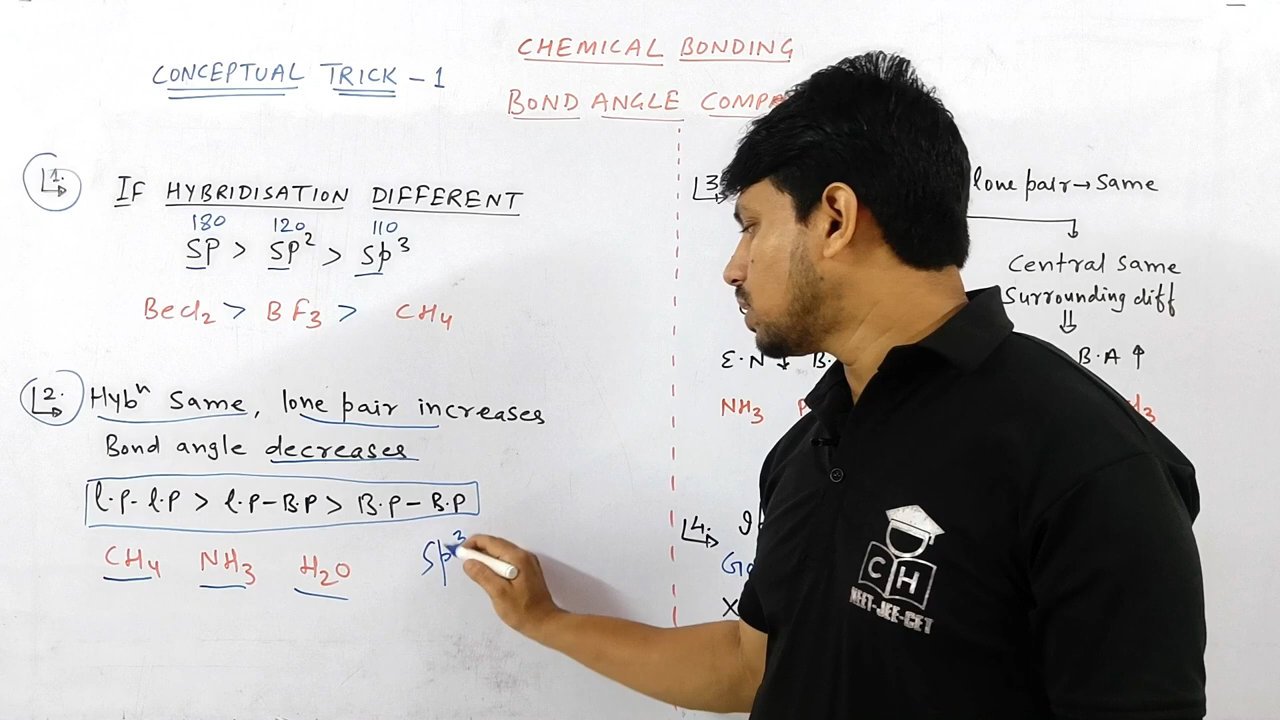 CHEMICAL BONDING
CONCEPTUAL TRICK - 1
BOND ANGLE
1.
IF HYBRIDISATION DIFFERENT
180 120 110
SP > SP² > Sp³
Becl₂ > BF₃ > CH₄
2. Hybⁿ Same, lone pair increases
Bond angle decreases
l.p- l.p > l.p-B.p > B.p- B.p
CH₄ NH₃ H₂O Sp³
3.
lone pair → Same
Central Same
Surrounding diff
⇓
E.N ↓ B.A ↑
NH₃
4.
CH
NEET-JEE-CET